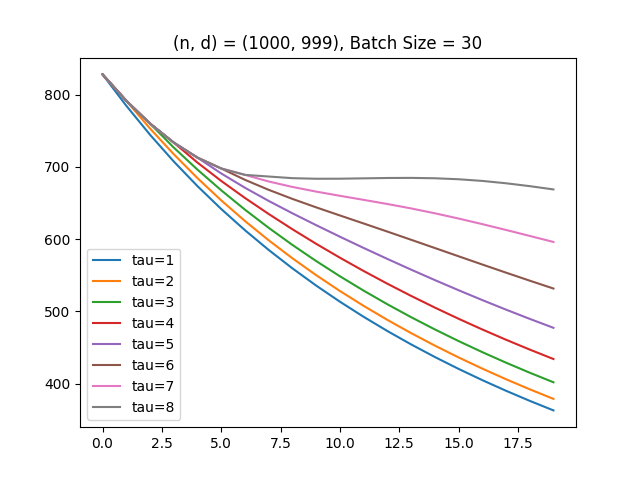 (n, d) = (1000, 999), Batch Size = 30
800
700
600
500
400
tau=1
tau=2
tau=3
tau=4
tau=5
tau=6
tau=7
tau=8
0.0 2.5 5.0 7.5 10.0 12.5 15.0 17.5